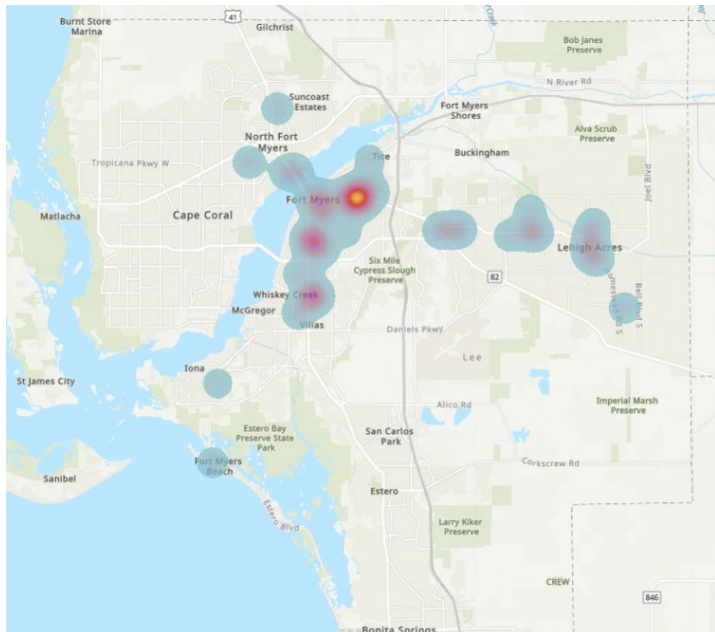 Burnt Store
Marina
41
Gilchrist
Bob Janes
Preserve
N River Rd
Suncoast
Estates
Fort Myers
Shores
North Fort
Myers
Alva Scrub
Preserve
Tice
Buckingham
Tropicana Pkwy W
Joel Blvd
Fort Myers
Matlacha
Cape Coral
Lehigh Acres
Six Mile
Cypress Slough
Preserve
82
Whiskey Creek
McGregor
Homestead Rd S
Bell Blvd S
Villas
Daniels Pkwy
Lee
Iona
St James City
Alico Rd
Imperial Marsh
Preserve
Estero Bay
Preserve State
Park
San Carlos
Park
Fort Myers
Beach
Corkscrew Rd
Sanibel
Estero
Estero Blvd
Larry Kiker
Preserve
CREW
846
Bonita Springs